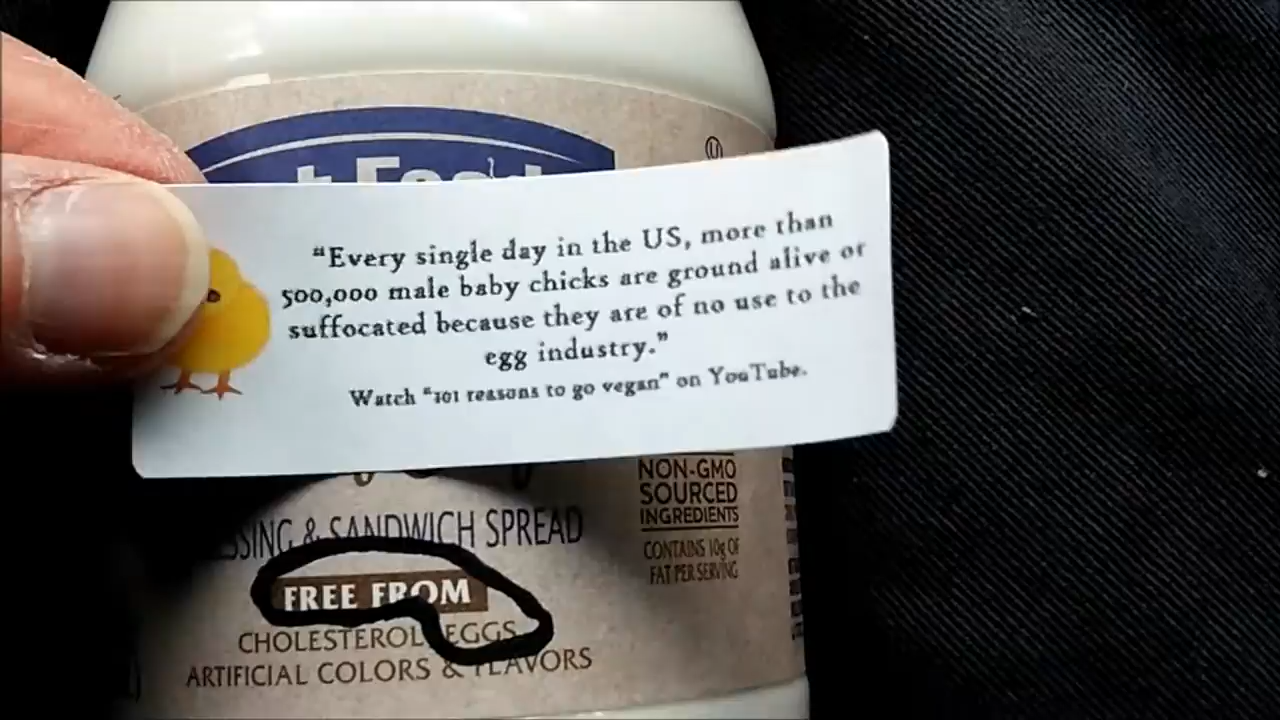 Ⓤ
“Every single day in the US, more than
500,000 male baby chicks are ground alive or
suffocated because they are of no use to the
egg industry.”
Watch “101 reasons to go vegan” on YouTube.
NON-GMO
SOURCED
INGREDIENTS
CONTAINS 10g OF
FAT PER SERVING
SSING & SANDWICH SPREAD
FREE FROM
CHOLESTEROL EGGS
ARTIFICIAL COLORS & FLAVORS